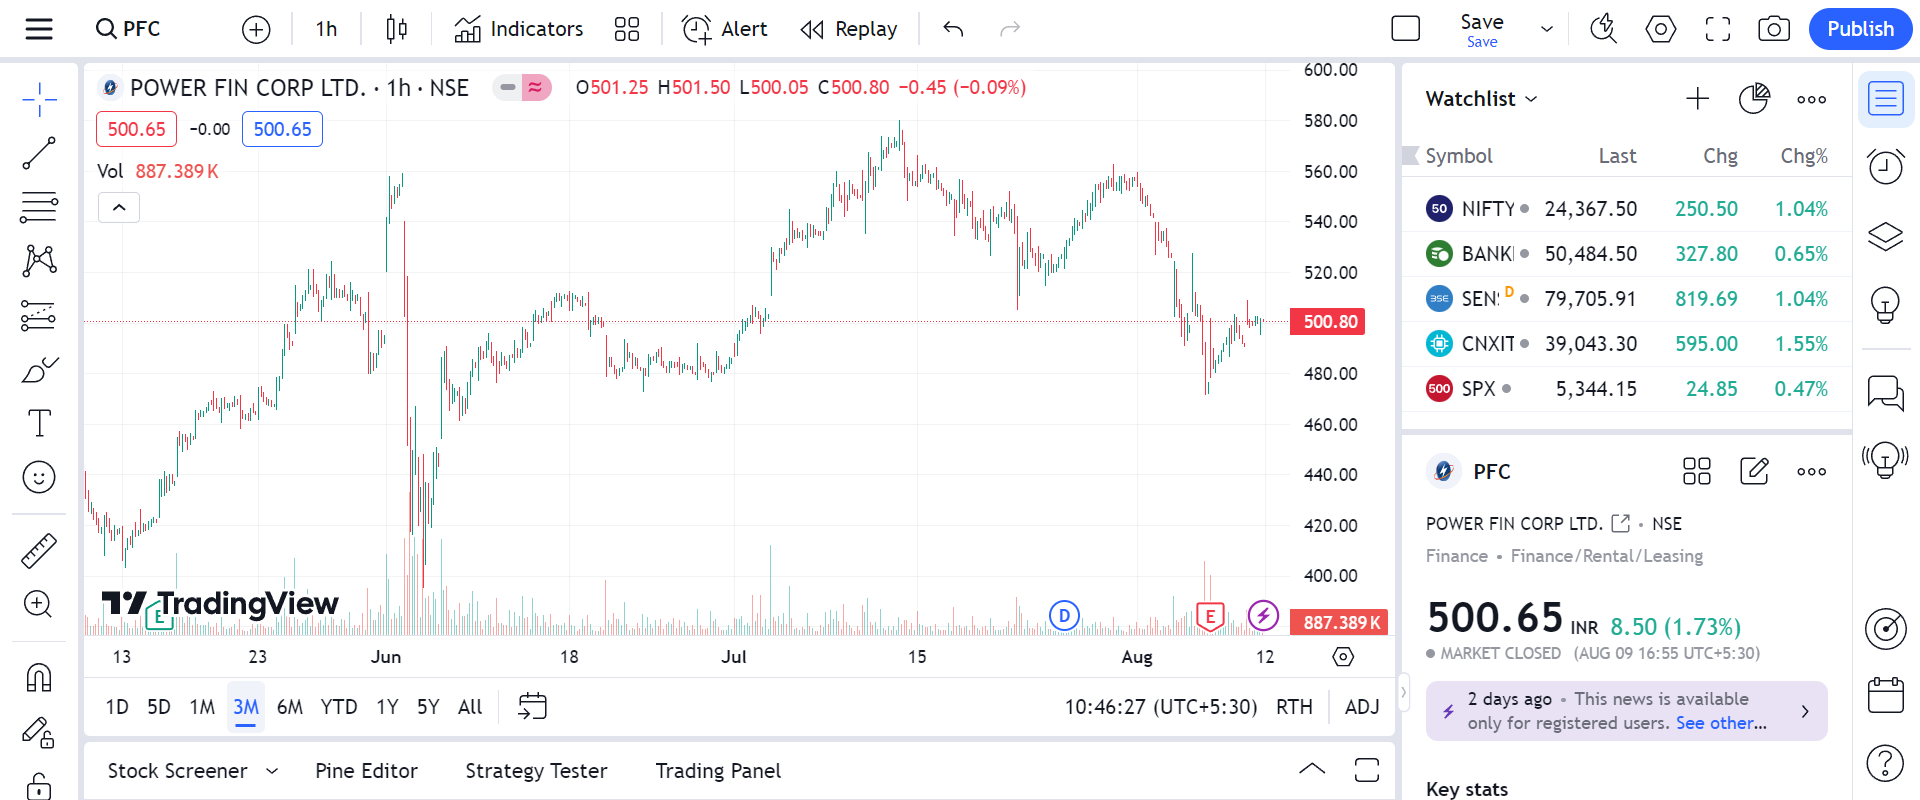 PFC
1h
Indicators
Alert
Replay
Save
Save
Publish
POWER FIN CORP LTD. · 1h · NSE
O501.25 H501.50 L500.05 C500.80 −0.45 (−0.09%)
500.65 −0.00 500.65
Vol 887.389 K
600.00
580.00
560.00
540.00
520.00
500.80
480.00
460.00
440.00
420.00
400.00
887.389 K
TradingView
E
D
E
13 23 Jun 18 Jul 15 Aug 12
1D 5D 1M 3M 6M YTD 1Y 5Y All
10:46:27 (UTC+5:30) RTH ADJ
Stock Screener Pine Editor Strategy Tester Trading Panel
Watchlist
Symbol Last Chg Chg%
50 NIFTY 24,367.50 250.50 1.04%
BANK 50,484.50 327.80 0.65%
BSE SEN D 79,705.91 819.69 1.04%
CNXIT 39,043.30 595.00 1.55%
500 SPX 5,344.15 24.85 0.47%
PFC
POWER FIN CORP LTD. • NSE
Finance • Finance/Rental/Leasing
500.65 INR 8.50 (1.73%)
MARKET CLOSED (AUG 09 16:55 UTC+5:30)
2 days ago • This news is available
only for registered users. See other…
Key stats